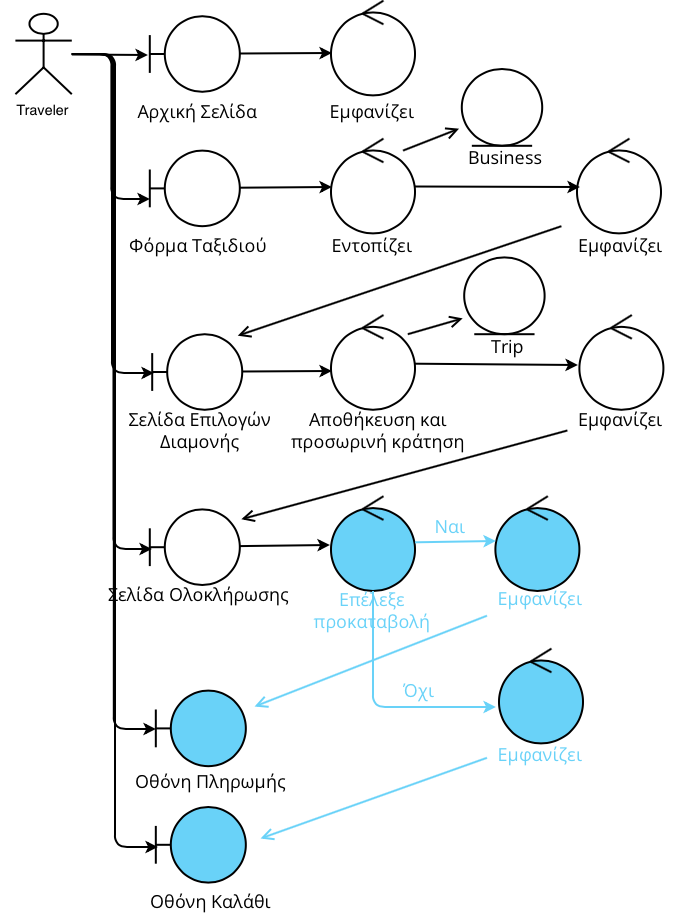 Traveler
Αρχική Σελίδα
Εμφανίζει
Business
Φόρμα Ταξιδιού
Εντοπίζει
Εμφανίζει
Trip
Σελίδα Επιλογών
Διαμονής
Αποθήκευση και
προσωρινή κράτηση
Εμφανίζει
Ναι
Σελίδα Ολοκλήρωσης
Επέλεξε
προκαταβολή
Εμφανίζει
Όχι
Εμφανίζει
Οθόνη Πληρωμής
Οθόνη Καλάθι